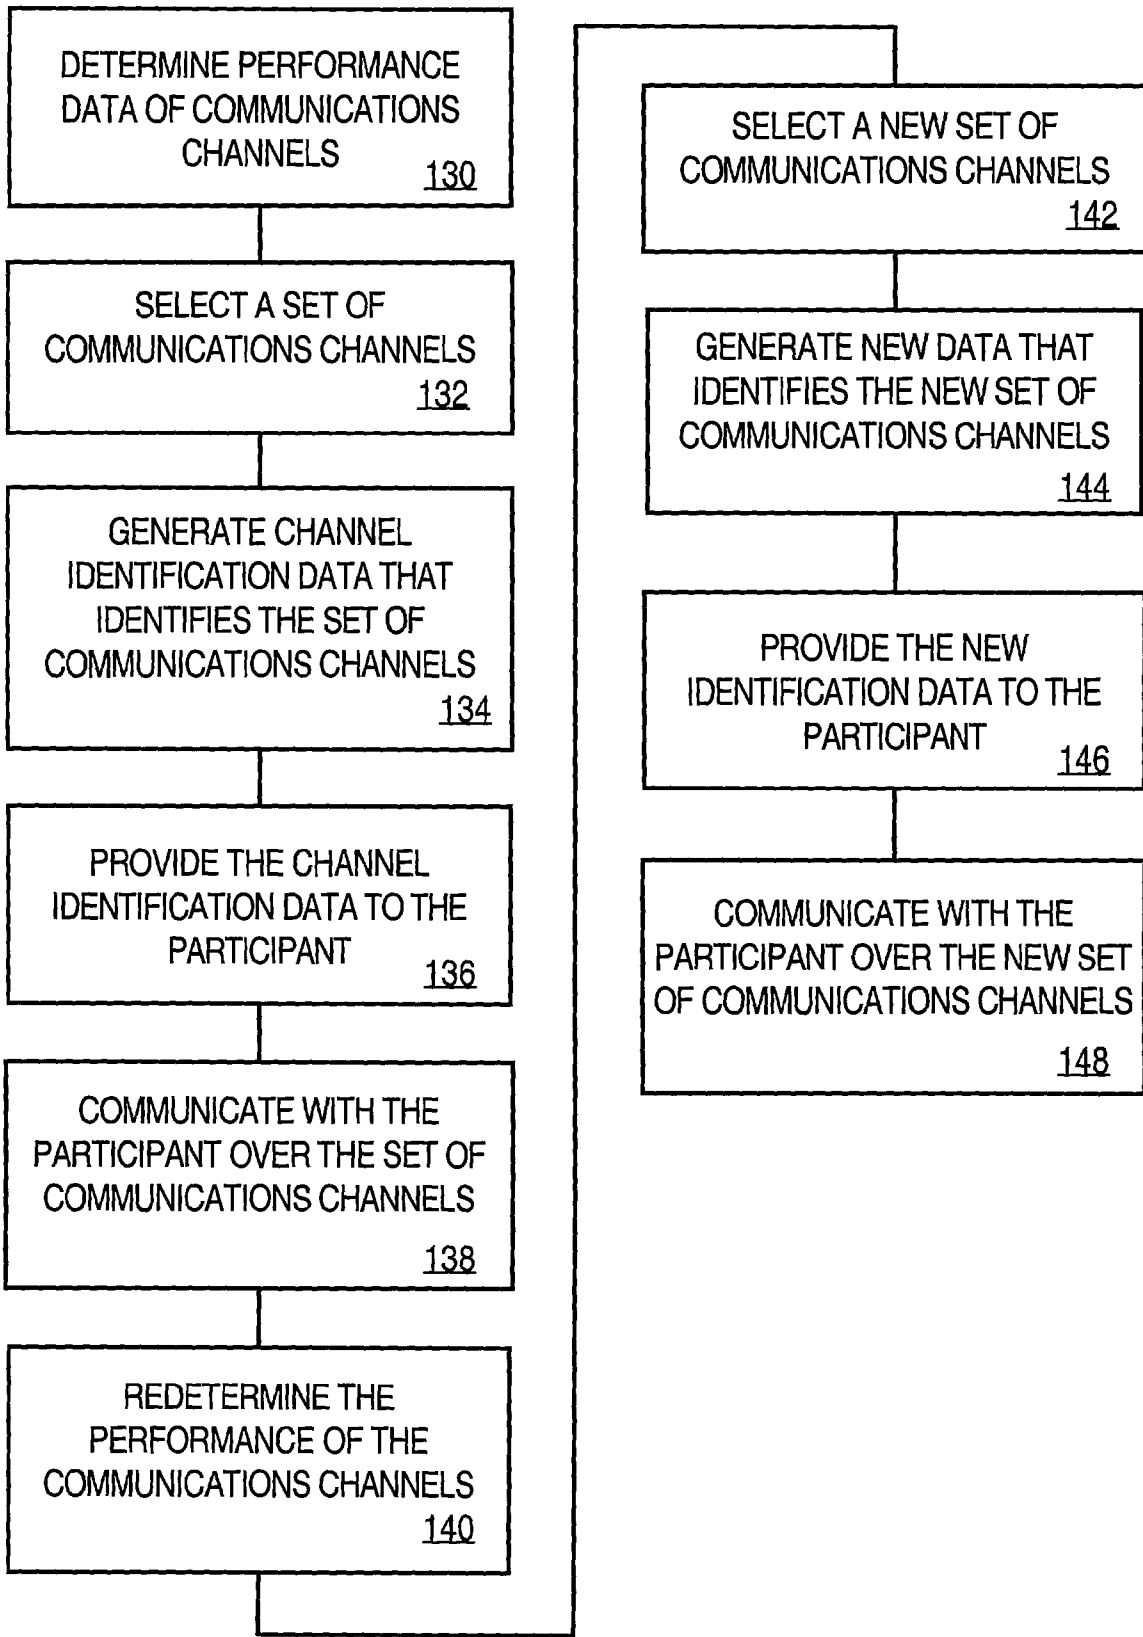 DETERMINE PERFORMANCE
DATA OF COMMUNICATIONS
CHANNELS
130
SELECT A SET OF
COMMUNICATIONS CHANNELS
132
GENERATE CHANNEL
IDENTIFICATION DATA THAT
IDENTIFIES THE SET OF
COMMUNICATIONS CHANNELS
134
PROVIDE THE CHANNEL
IDENTIFICATION DATA TO THE
PARTICIPANT
136
COMMUNICATE WITH THE
PARTICIPANT OVER THE SET OF
COMMUNICATIONS CHANNELS
138
REDETERMINE THE
PERFORMANCE OF THE
COMMUNICATIONS CHANNELS
140
SELECT A NEW SET OF
COMMUNICATIONS CHANNELS
142
GENERATE NEW DATA THAT
IDENTIFIES THE NEW SET OF
COMMUNICATIONS CHANNELS
144
PROVIDE THE NEW
IDENTIFICATION DATA TO THE
PARTICIPANT
146
COMMUNICATE WITH THE
PARTICIPANT OVER THE NEW SET
OF COMMUNICATIONS CHANNELS
148